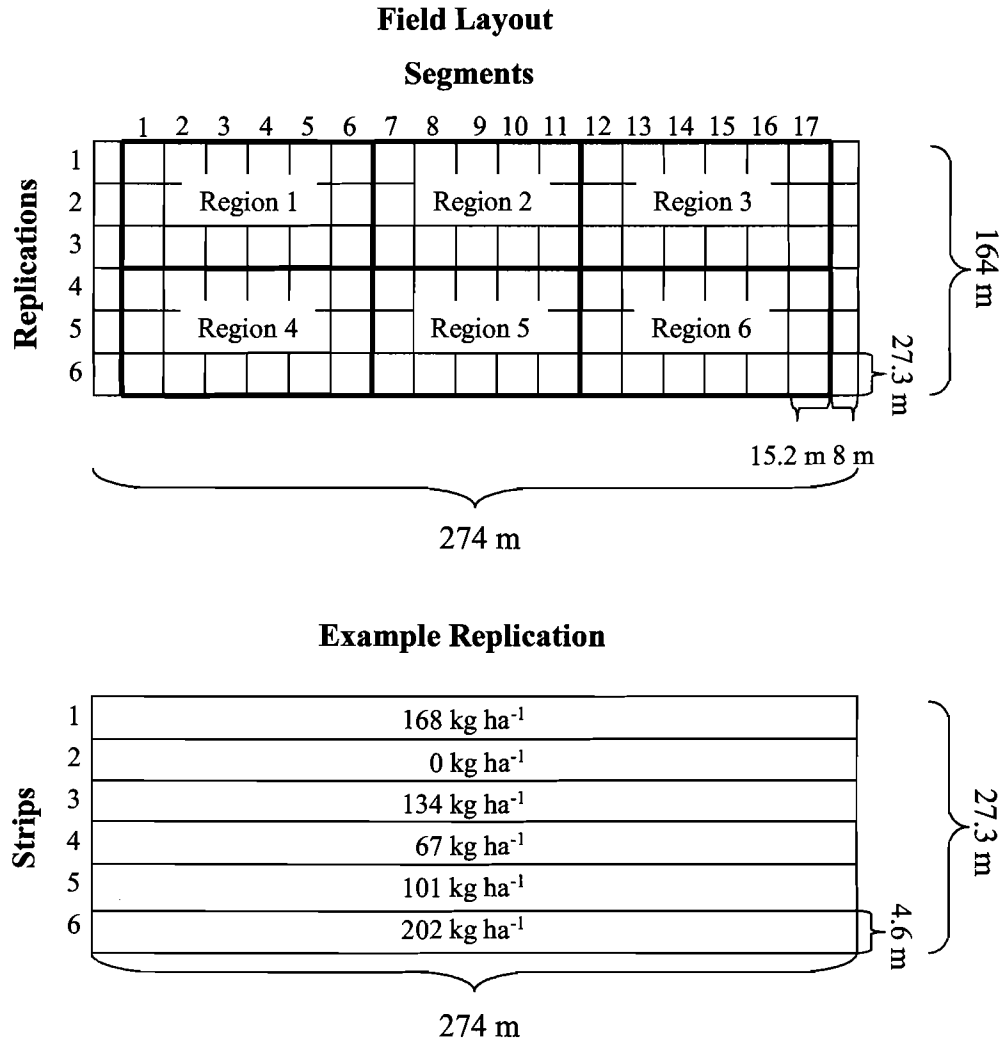 Field Layout
Segments
1 2 3 4 5 6 7 8 9 10 11 12 13 14 15 16 17
Replications
1
2
3
4
5
6
Region 1 Region 2 Region 3
Region 4 Region 5 Region 6
164 m
27.3 m
15.2 m 8 m
274 m
Example Replication
Strips
1 168 kg ha⁻¹
2 0 kg ha⁻¹
3 134 kg ha⁻¹
4 67 kg ha⁻¹
5 101 kg ha⁻¹
6 202 kg ha⁻¹
27.3 m
4.6 m
274 m